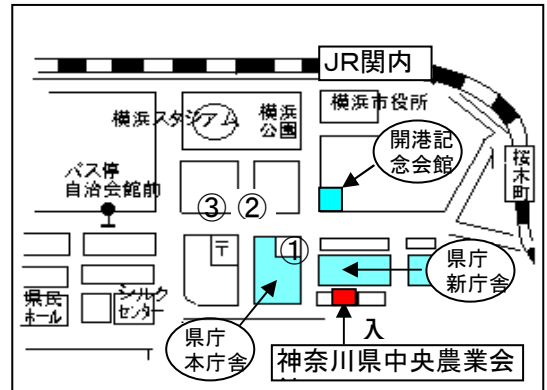 JR関内
横浜市役所
横浜スタジアム
横浜
公園
開港記
念会館
桜木町
バス停
自治会館前
③ ②
①
〒
県庁
新庁舎
県民
ホール
シルク
センター
県庁
本庁舎
入
神奈川県中央農業会